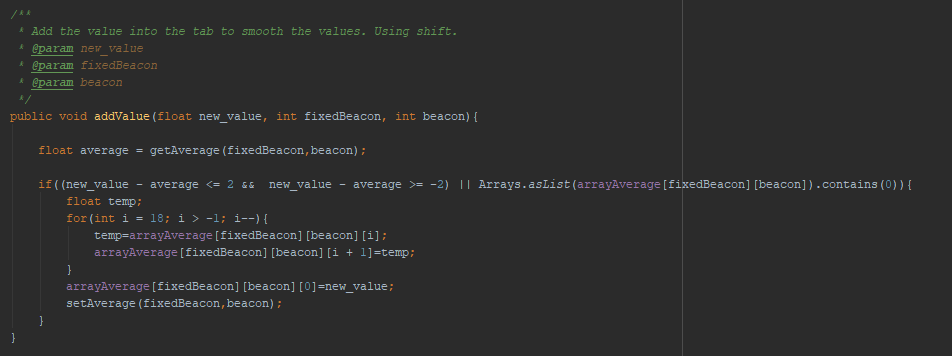 /**
 * Add the value into the tab to smooth the values. Using shift.
 * @param new_value
 * @param fixedBeacon
 * @param beacon
 */
public void addValue(float new_value, int fixedBeacon, int beacon){
    float average = getAverage(fixedBeacon,beacon);
    if((new_value - average <= 2 &&  new_value - average >= -2) || Arrays.asList(arrayAverage[fixedBeacon][beacon]).contains(0)){
        float temp;
        for(int i = 18; i > -1; i--){
            temp=arrayAverage[fixedBeacon][beacon][i];
            arrayAverage[fixedBeacon][beacon][i + 1]=temp;
        }
        arrayAverage[fixedBeacon][beacon][0]=new_value;
        setAverage(fixedBeacon,beacon);
    }
}